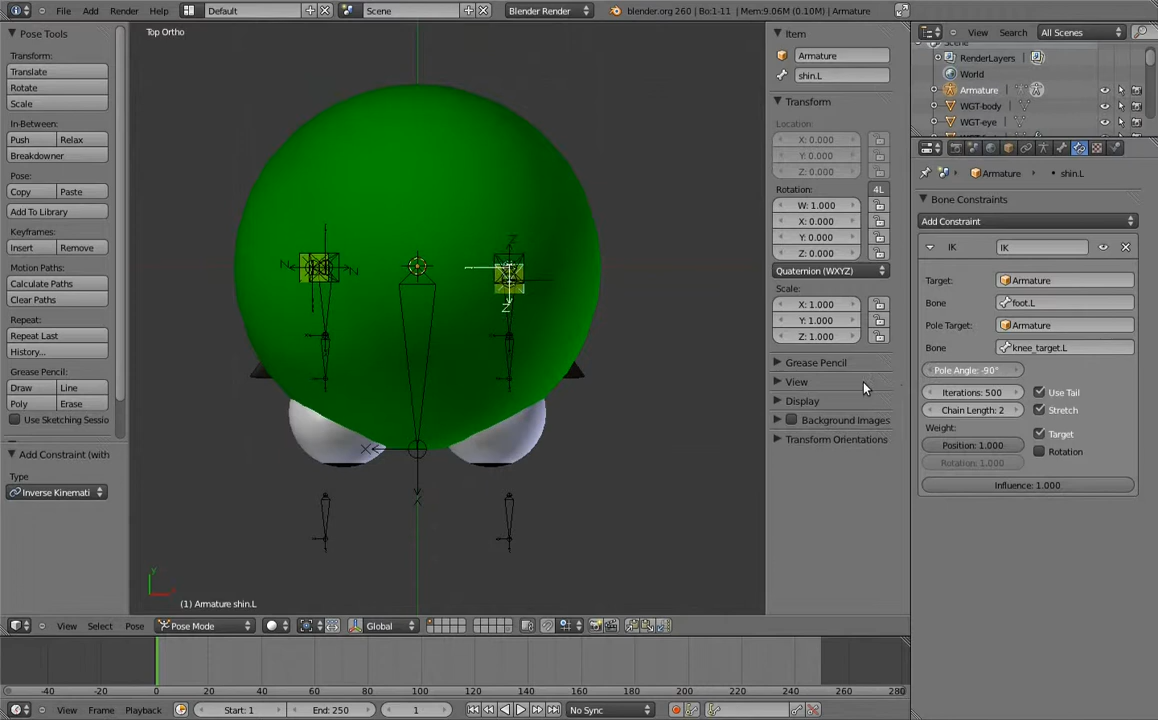 File Add Render Help Default Scene Blender Render blender.org 260 | Bo:1-11 | Mem:9.06M (0.10M) | Armature
Pose Tools
Transform:
Translate
Rotate
Scale
In-Between:
Push Relax
Breakdowner
Pose:
Copy Paste
Add To Library
Keyframes:
Insert Remove
Motion Paths:
Calculate Paths
Clear Paths
Repeat:
Repeat Last
History...
Grease Pencil:
Draw Line
Poly Erase
Use Sketching Sessio
Add Constraint (with
Type
Inverse Kinemati
Top Ortho
X
Z
y
(1) Armature shin.L
Item
Armature
shin.L
Transform
Location:
X: 0.000
Y: 0.000
Z: 0.000
Rotation: 4L
W: 1.000
X: 0.000
Y: 0.000
Z: 0.000
Quaternion (WXYZ)
Scale:
X: 1.000
Y: 1.000
Z: 1.000
Grease Pencil
View
Display
Background Images
Transform Orientations
View Search All Scenes
RenderLayers
World
Armature
WGT-body
WGT-eye
Armature shin.L
Bone Constraints
Add Constraint
IK IK
Target: Armature
Bone foot.L
Pole Target: Armature
Bone knee_target.L
Pole Angle: -90°
Iterations: 500 Use Tail
Chain Length: 2 Stretch
Weight:
Position: 1.000 Target
Rotation: 1.000 Rotation
Influence: 1.000
View Select Pose Pose Mode Global
-40 -20 0 20 40 60 80 100 120 140 160 180 200 220 240 260 280
View Frame Playback Start: 1 End: 250 1 No Sync